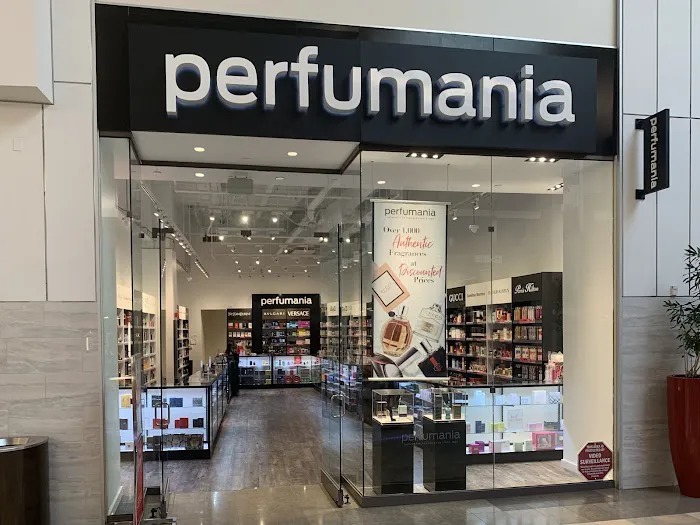 perfumania
perfumania
perfumania
Over 1,000
Authentic
Fragrances
at
Discounted
Prices
perfumania
BVLGARI
VERSACE
GUCCI
Paris Hilton
perfumania
VIDEO
SURVEILLANCE